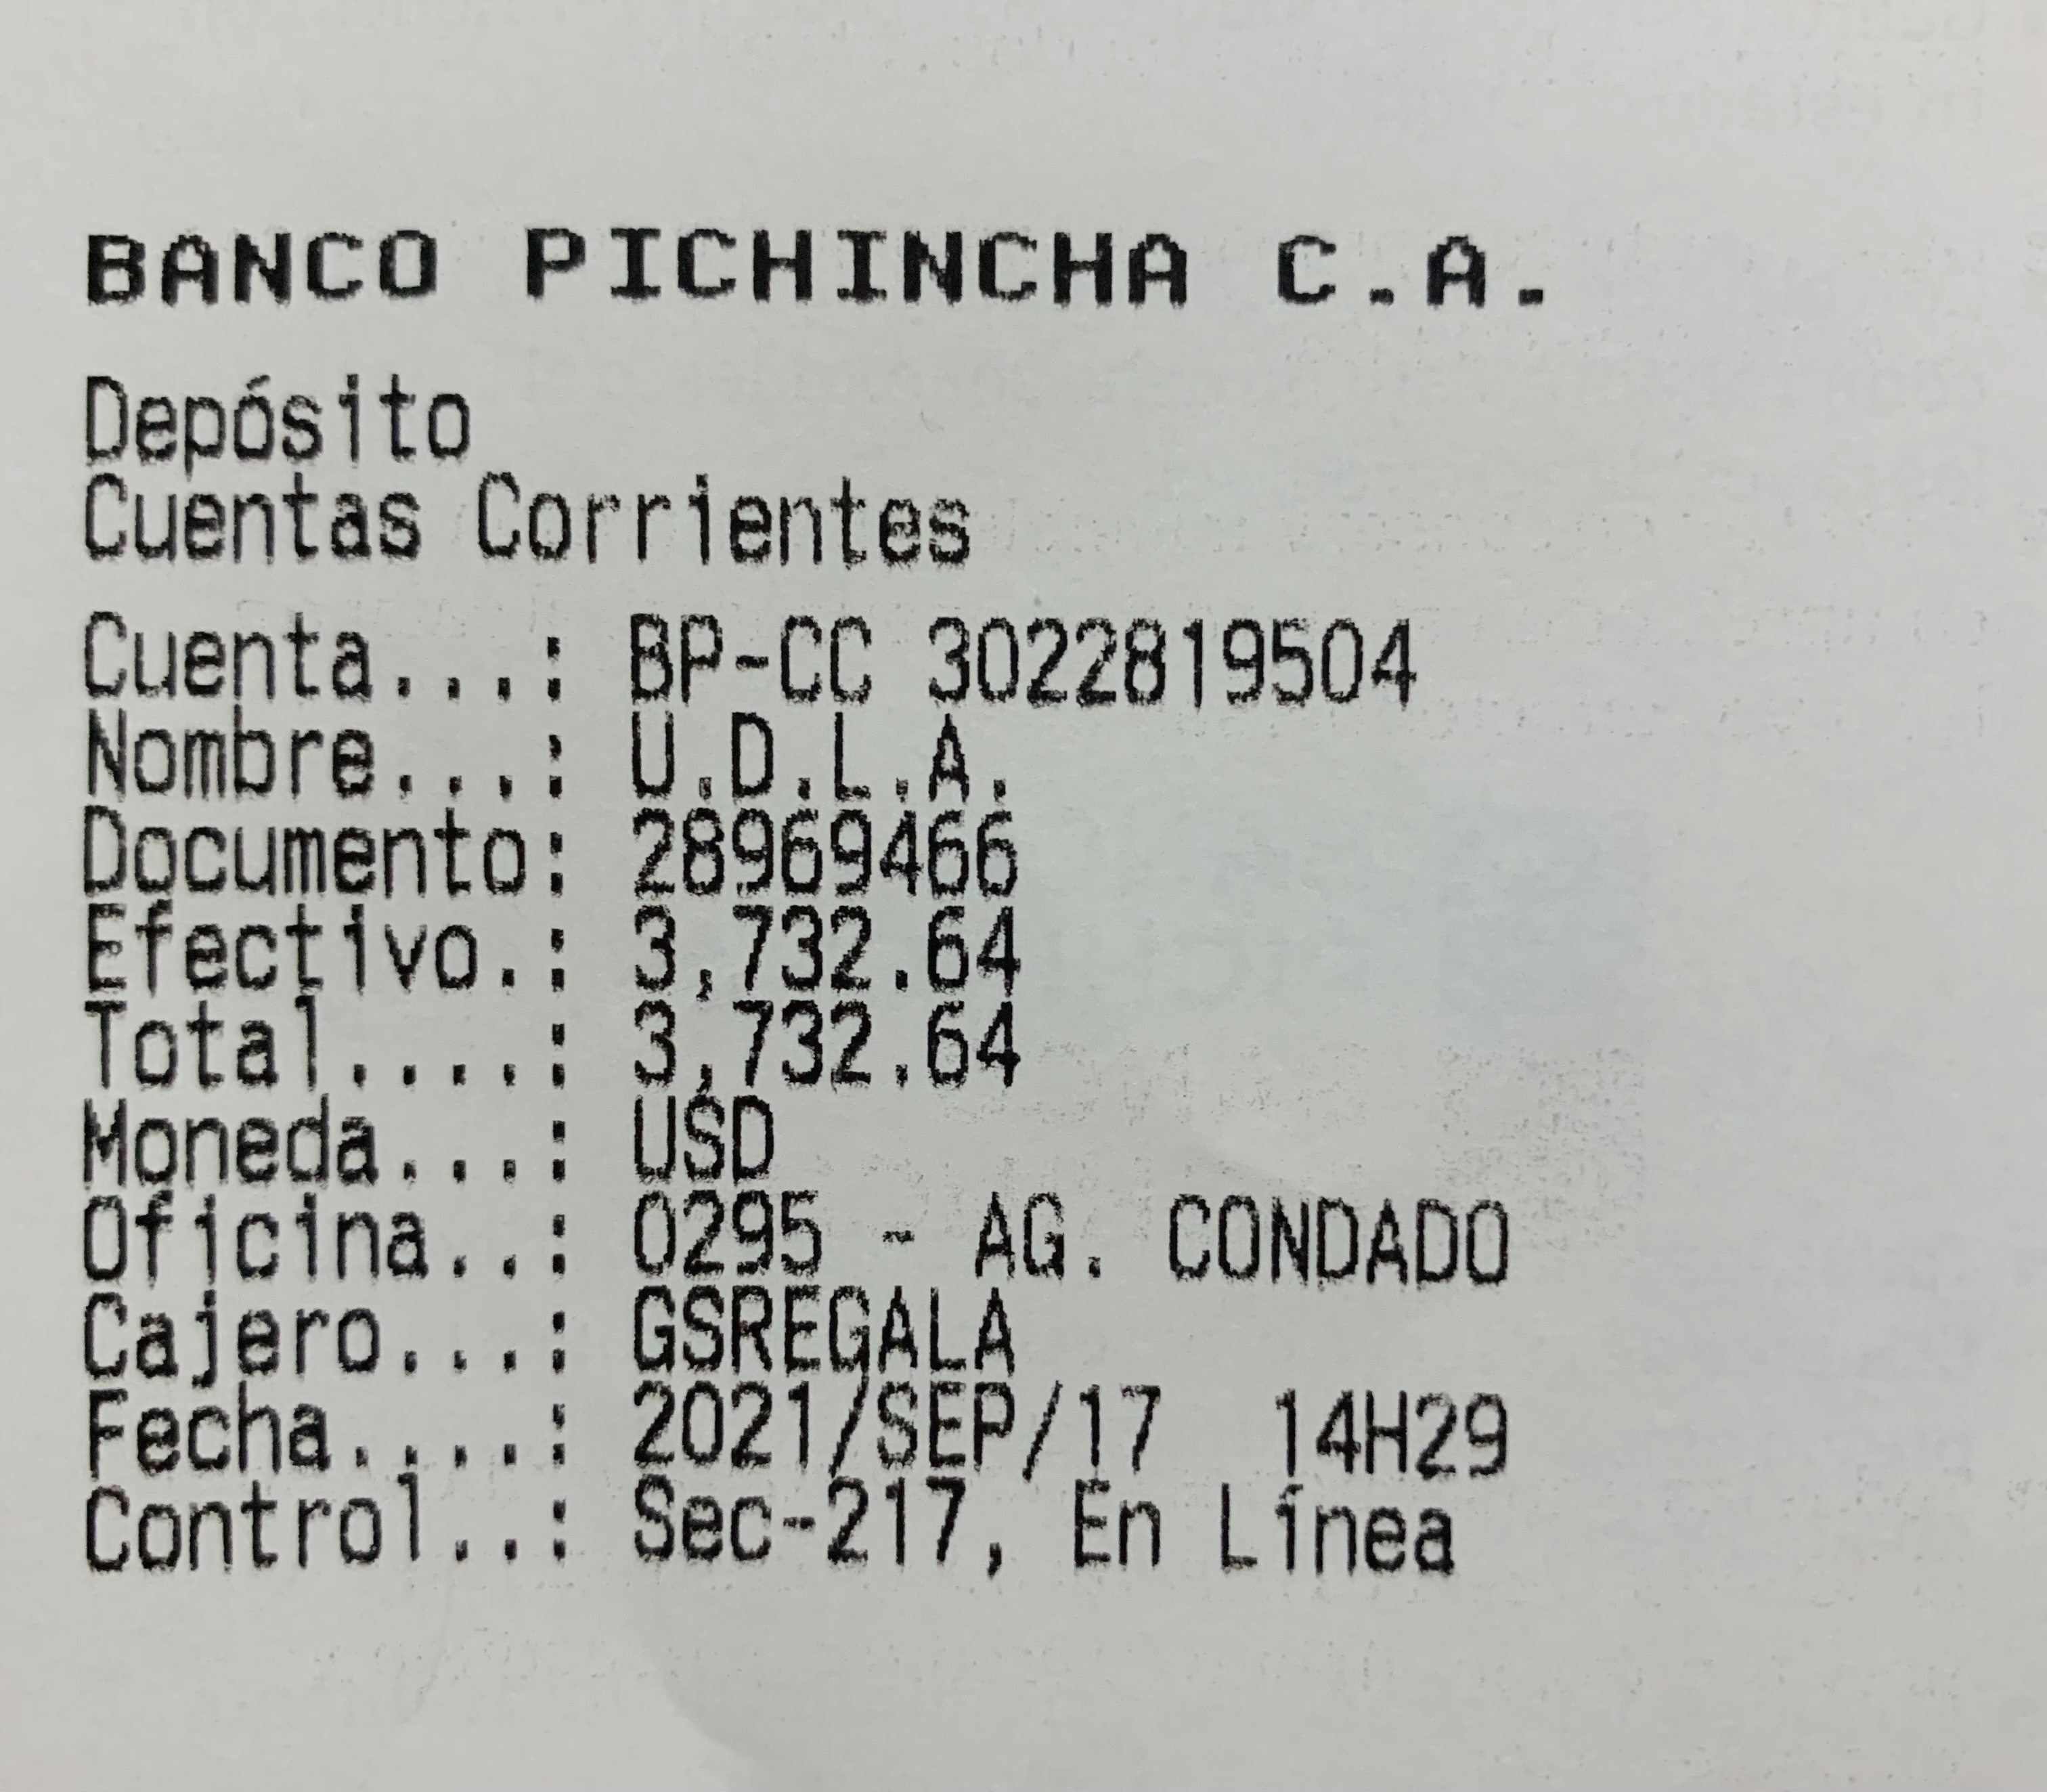 BANCO PICHINCHA C.A.
Depósito
Cuentas Corrientes
Cuenta...: BP-CC 3022819504
Nombre...: U.D.L.A.
Documento: 28969466
Efectivo.: 3,732.64
Total....: 3,732.64
Moneda...: USD
Oficina..: 0295 - AG. CONDADO
Cajero...: GSREGALA
Fecha....: 2021/SEP/17 14H29
Control..: Sec-217, En Línea